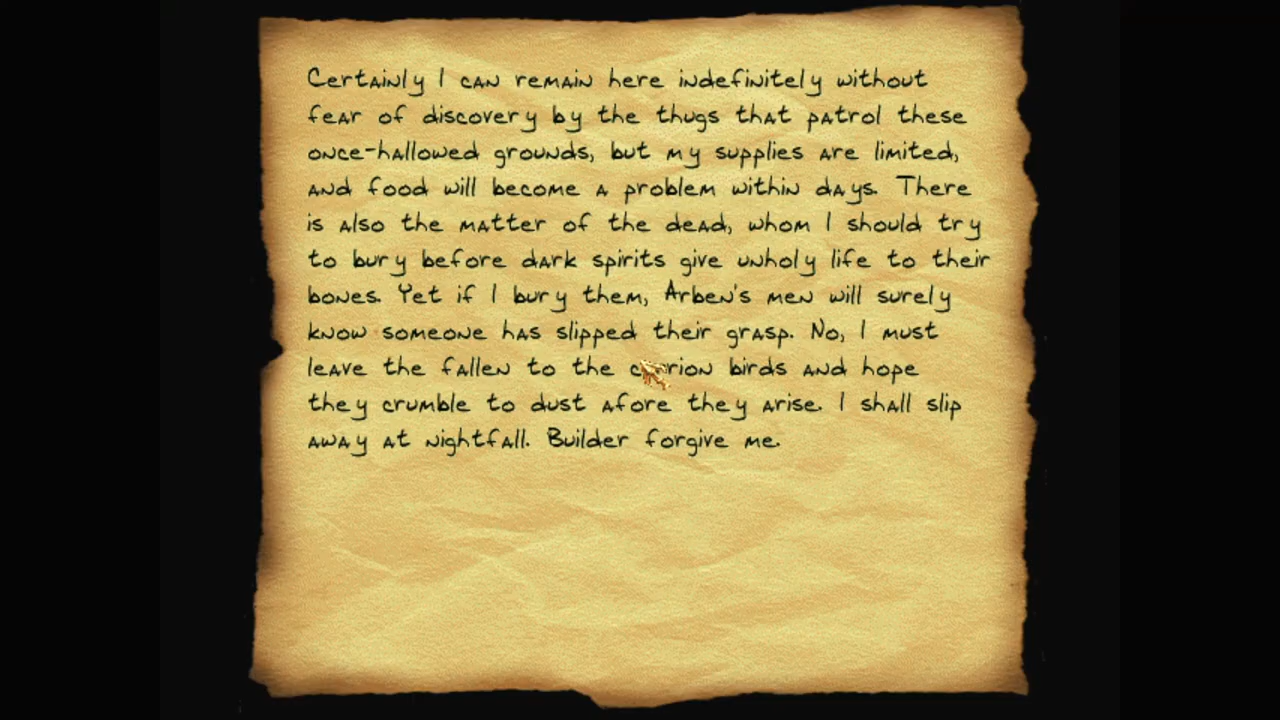 Certainly I can remain here indefinitely without
fear of discovery by the thugs that patrol these
once-hallowed grounds, but my supplies are limited,
and food will become a problem within days. There
is also the matter of the dead, whom I should try
to bury before dark spirits give unholy life to their
bones. Yet if I bury them, Arben's men will surely
know someone has slipped their grasp. No, I must
leave the fallen to the carrion birds and hope
they crumble to dust afore they arise. I shall slip
away at nightfall. Builder forgive me.